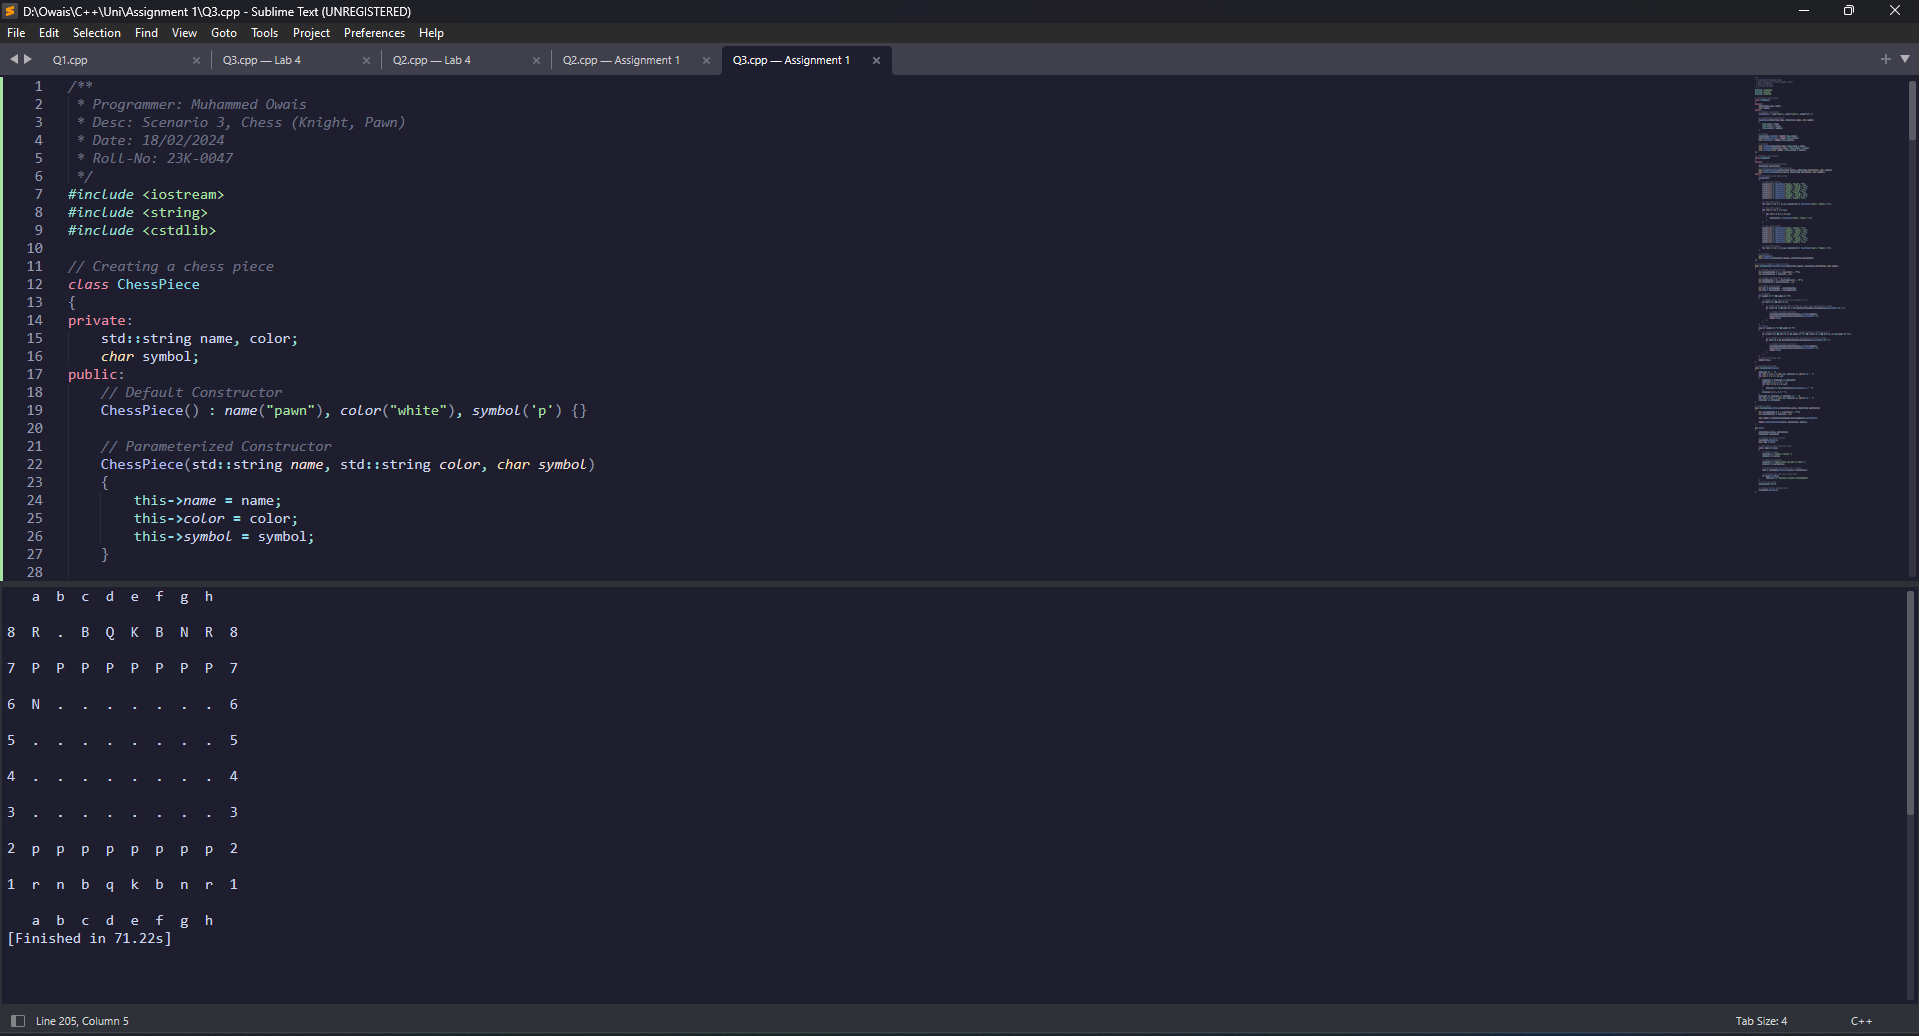 D:\Owais\C++\Uni\Assignment 1\Q3.cpp - Sublime Text (UNREGISTERED)
File Edit Selection Find View Goto Tools Project Preferences Help
Q1.cpp Q3.cpp — Lab 4 Q2.cpp — Lab 4 Q2.cpp — Assignment 1 Q3.cpp — Assignment 1
1 /**
2 * Programmer: Muhammed Owais
3 * Desc: Scenario 3, Chess (Knight, Pawn)
4 * Date: 18/02/2024
5 * Roll-No: 23K-0047
6 */
7 #include <iostream>
8 #include <string>
9 #include <cstdlib>
10
11 // Creating a chess piece
12 class ChessPiece
13 {
14 private:
15 std::string name, color;
16 char symbol;
17 public:
18 // Default Constructor
19 ChessPiece() : name("pawn"), color("white"), symbol('p') {}
20
21 // Parameterized Constructor
22 ChessPiece(std::string name, std::string color, char symbol)
23 {
24 this->name = name;
25 this->color = color;
26 this->symbol = symbol;
27 }
28
a b c d e f g h
8 R . B Q K B N R 8
7 P P P P P P P P 7
6 N . . . . . . . 6
5 . . . . . . . . 5
4 . . . . . . . . 4
3 . . . . . . . . 3
2 p p p p p p p p 2
1 r n b q k b n r 1
a b c d e f g h
[Finished in 71.22s]
Line 205, Column 5 Tab Size: 4 C++